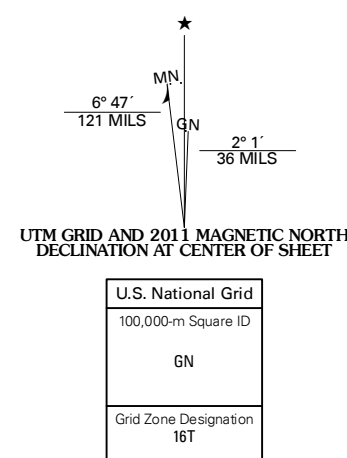 ★
MN.
6° 47´
121 MILS
GN
2° 1´
36 MILS
UTM GRID AND 2011 MAGNETIC NORTH
DECLINATION AT CENTER OF SHEET
U.S. National Grid
100,000-m Square ID
GN
Grid Zone Designation
16T